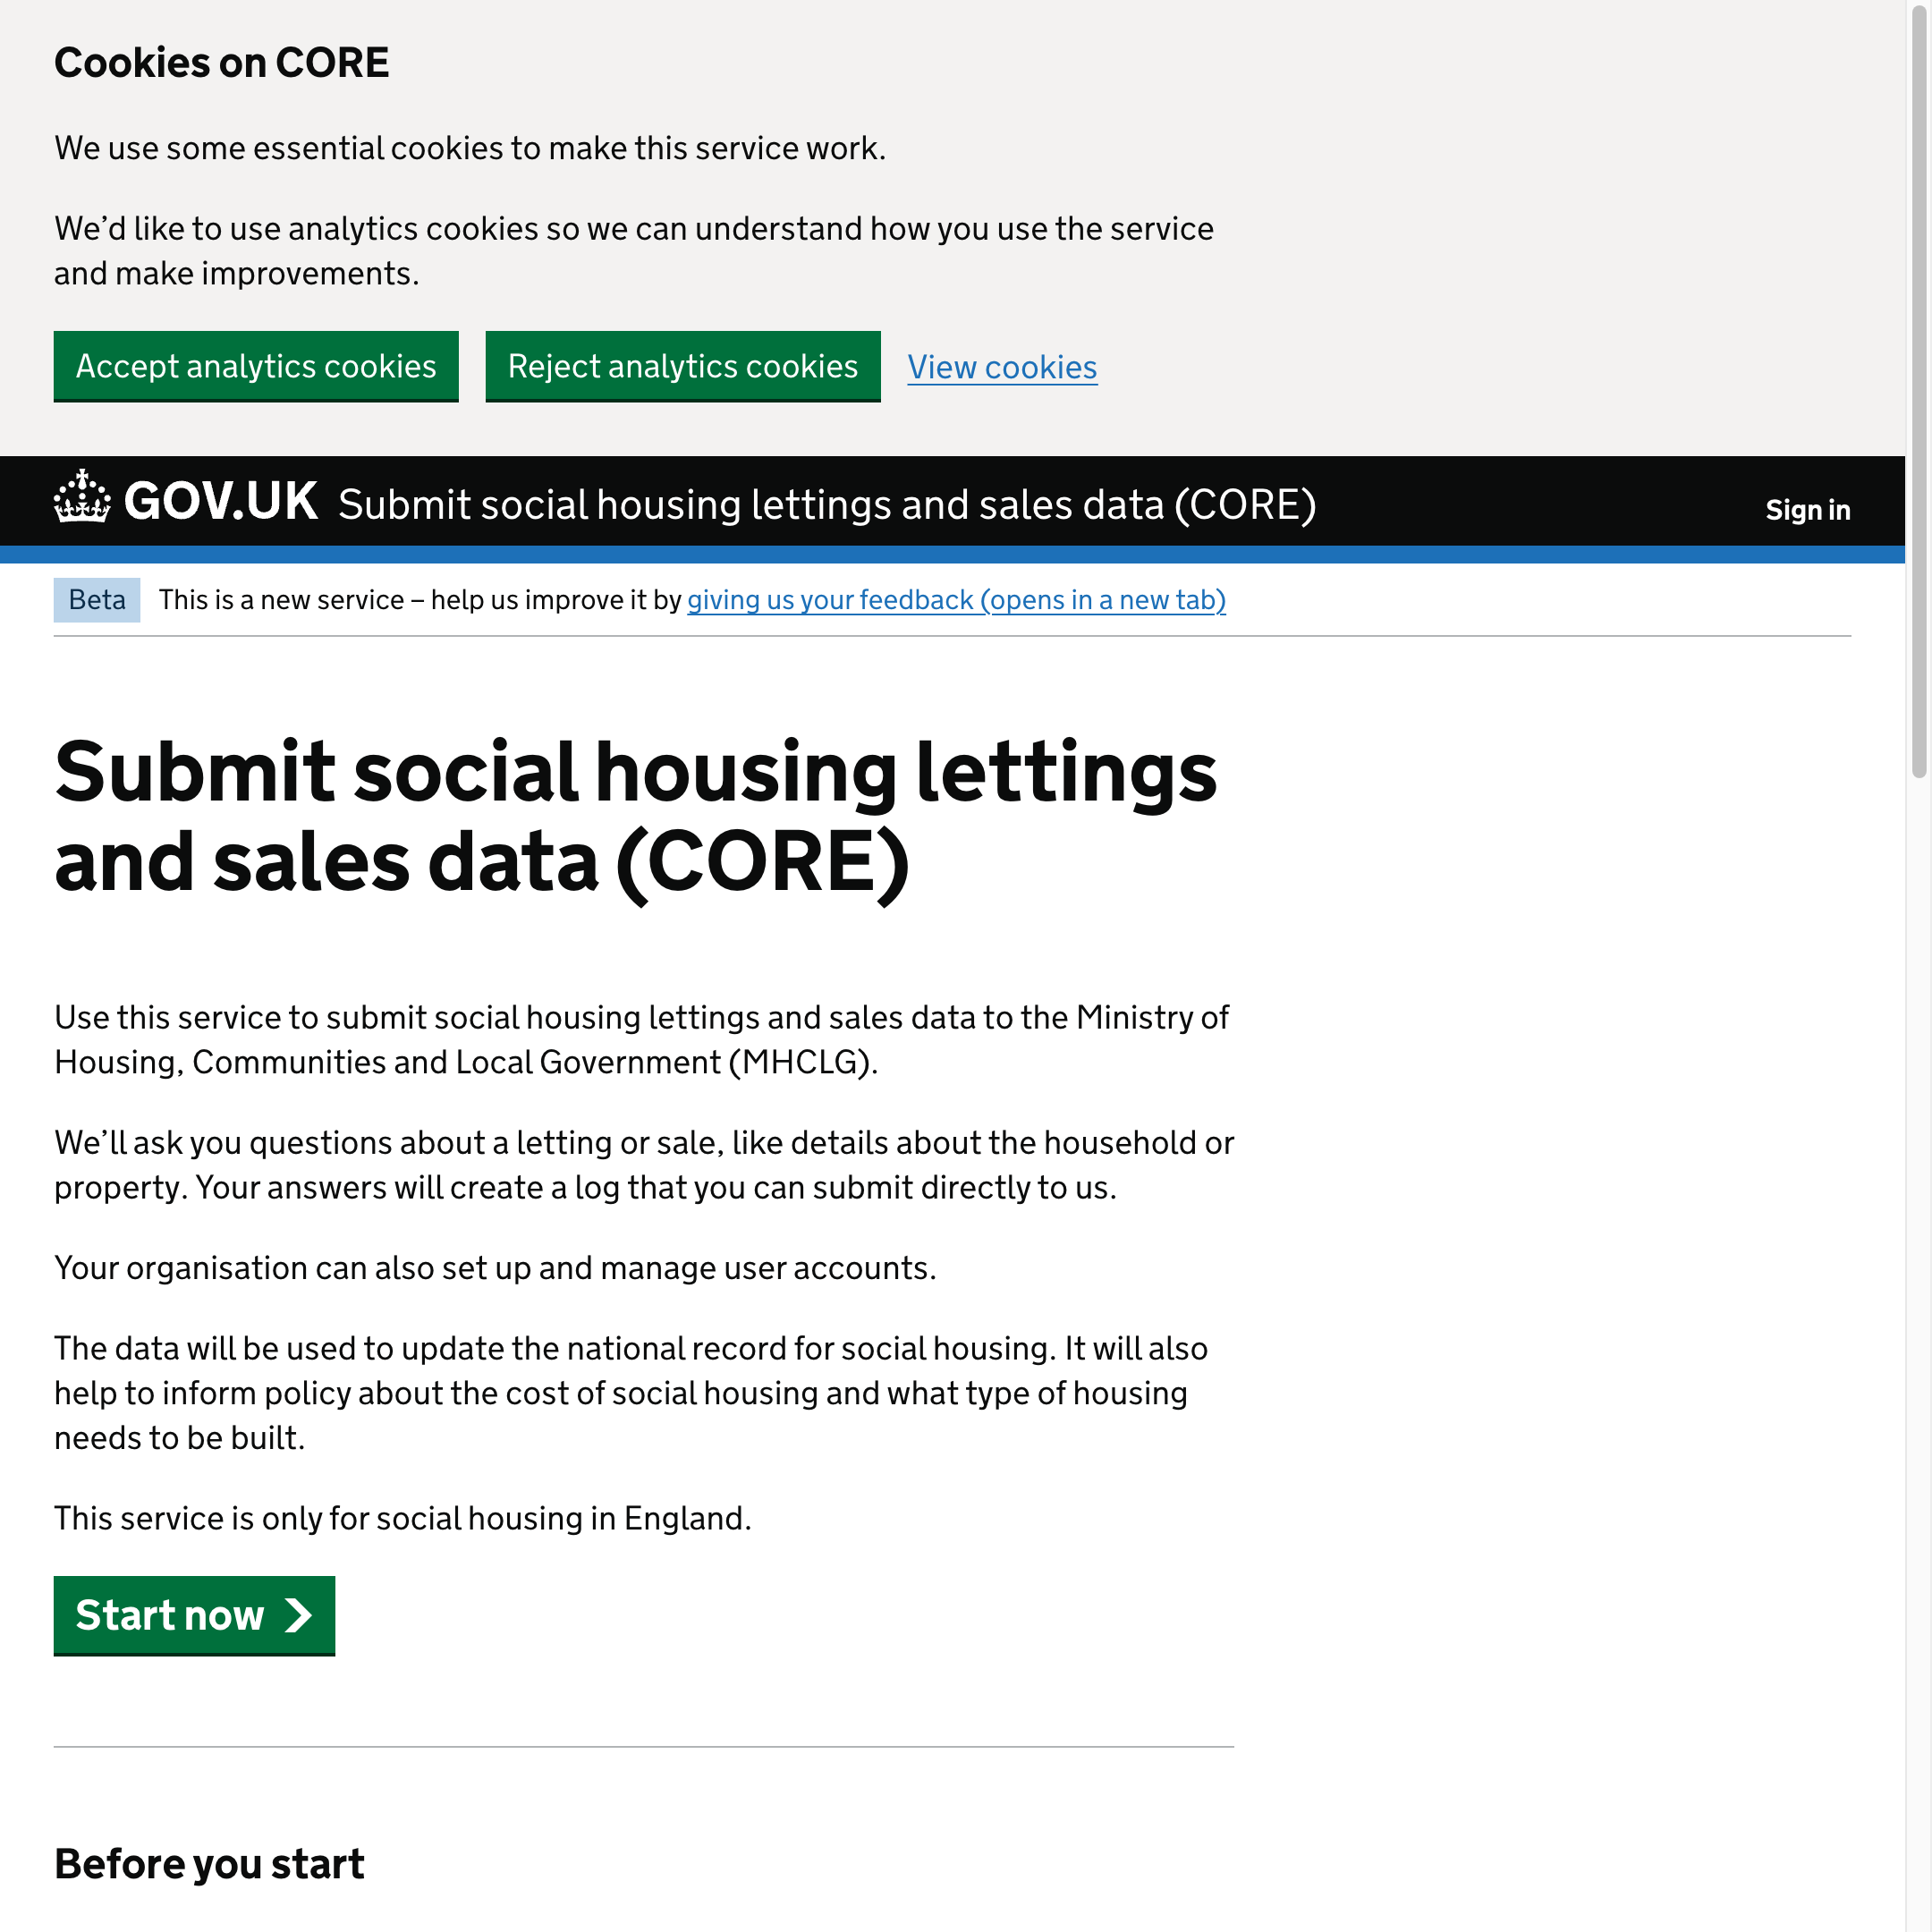 Cookies on CORE
We use some essential cookies to make this service work.
We’d like to use analytics cookies so we can understand how you use the service
and make improvements.
Accept analytics cookies
Reject analytics cookies
View cookies
GOV.UK
Submit social housing lettings and sales data (CORE)
Sign in
Beta
This is a new service – help us improve it by giving us your feedback (opens in a new tab)
Submit social housing lettings
and sales data (CORE)
Use this service to submit social housing lettings and sales data to the Ministry of
Housing, Communities and Local Government (MHCLG).
We’ll ask you questions about a letting or sale, like details about the household or
property. Your answers will create a log that you can submit directly to us.
Your organisation can also set up and manage user accounts.
The data will be used to update the national record for social housing. It will also
help to inform policy about the cost of social housing and what type of housing
needs to be built.
This service is only for social housing in England.
Start now
Before you start